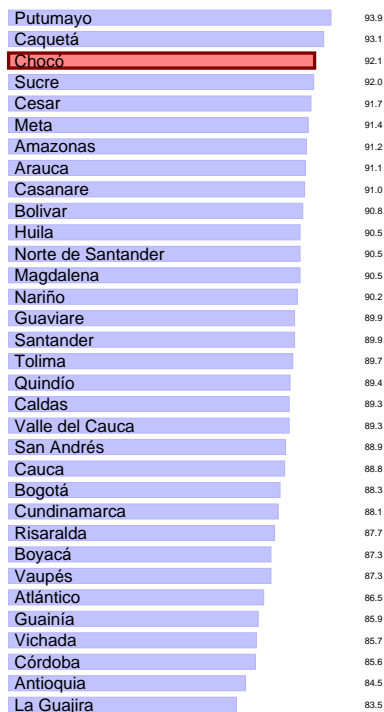 Putumayo 93.9
Caquetá 93.1
Chocó 92.1
Sucre 92.0
Cesar 91.7
Meta 91.4
Amazonas 91.2
Arauca 91.1
Casanare 91.0
Bolivar 90.8
Huila 90.5
Norte de Santander 90.5
Magdalena 90.5
Nariño 90.2
Guaviare 89.9
Santander 89.9
Tolima 89.7
Quindío 89.4
Caldas 89.3
Valle del Cauca 89.3
San Andrés 88.9
Cauca 88.8
Bogotá 88.3
Cundinamarca 88.1
Risaralda 87.7
Boyacá 87.3
Vaupés 87.3
Atlántico 86.5
Guainía 85.9
Vichada 85.7
Córdoba 85.6
Antioquia 84.5
La Guajira 83.5